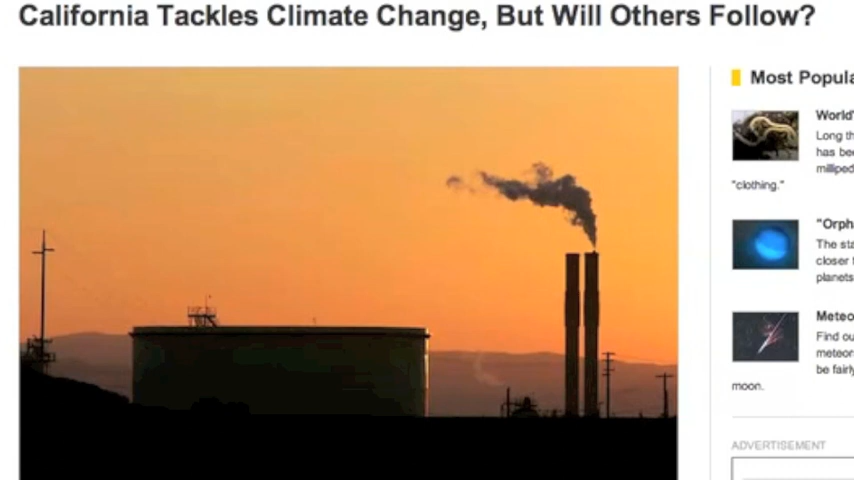 California Tackles Climate Change, But Will Others Follow?
Most Popula
World'
Long th
has bee
milliped
"clothing."
"Orph
The sta
closer t
planets
Meteo
Find ou
meteor
be fairly
moon.
ADVERTISEMENT